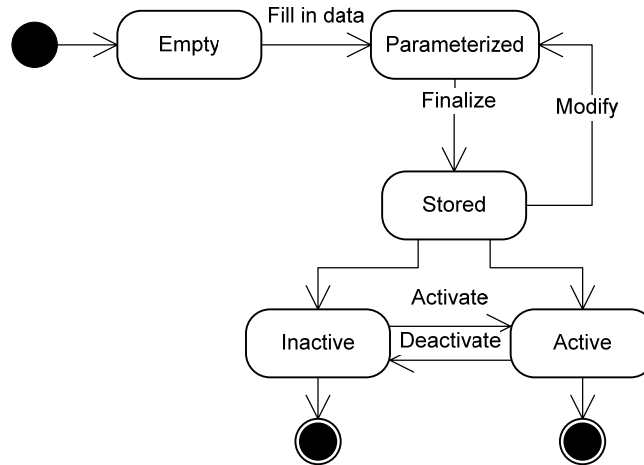 Fill in data
Empty
Parameterized
Finalize
Modify
Stored
Activate
Deactivate
Inactive
Active